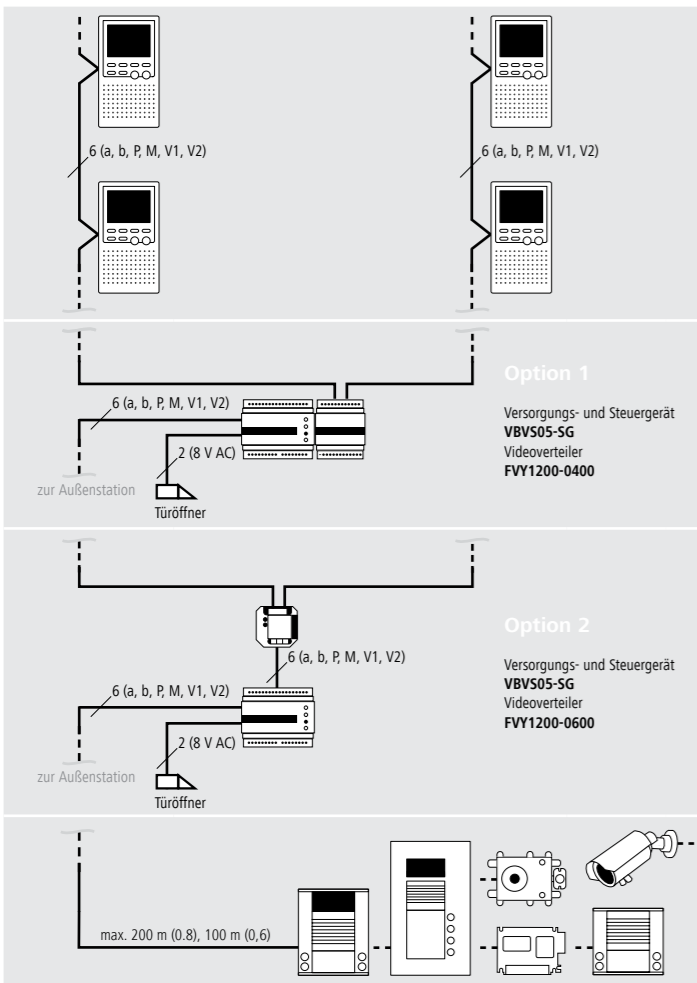 6 (a, b, P, M, V1, V2)
6 (a, b, P, M, V1, V2)
Option 1
6 (a, b, P, M, V1, V2)
Versorgungs- und Steuergerät
VBVS05-SG
Videoverteiler
FVY1200-0400
2 (8 V AC)
zur Außenstation
Türöffner
Option 2
6 (a, b, P, M, V1, V2)
Versorgungs- und Steuergerät
VBVS05-SG
Videoverteiler
FVY1200-0600
6 (a, b, P, M, V1, V2)
2 (8 V AC)
zur Außenstation
Türöffner
max. 200 m (0.8), 100 m (0,6)